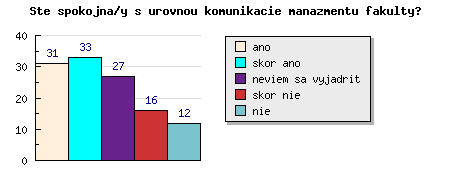 Ste spokojna/y s urovnou komunikacie manazmentu fakulty?
40
30
20
10
0
31
33
27
16
12
ano
skor ano
neviem sa vyjadrit
skor nie
nie